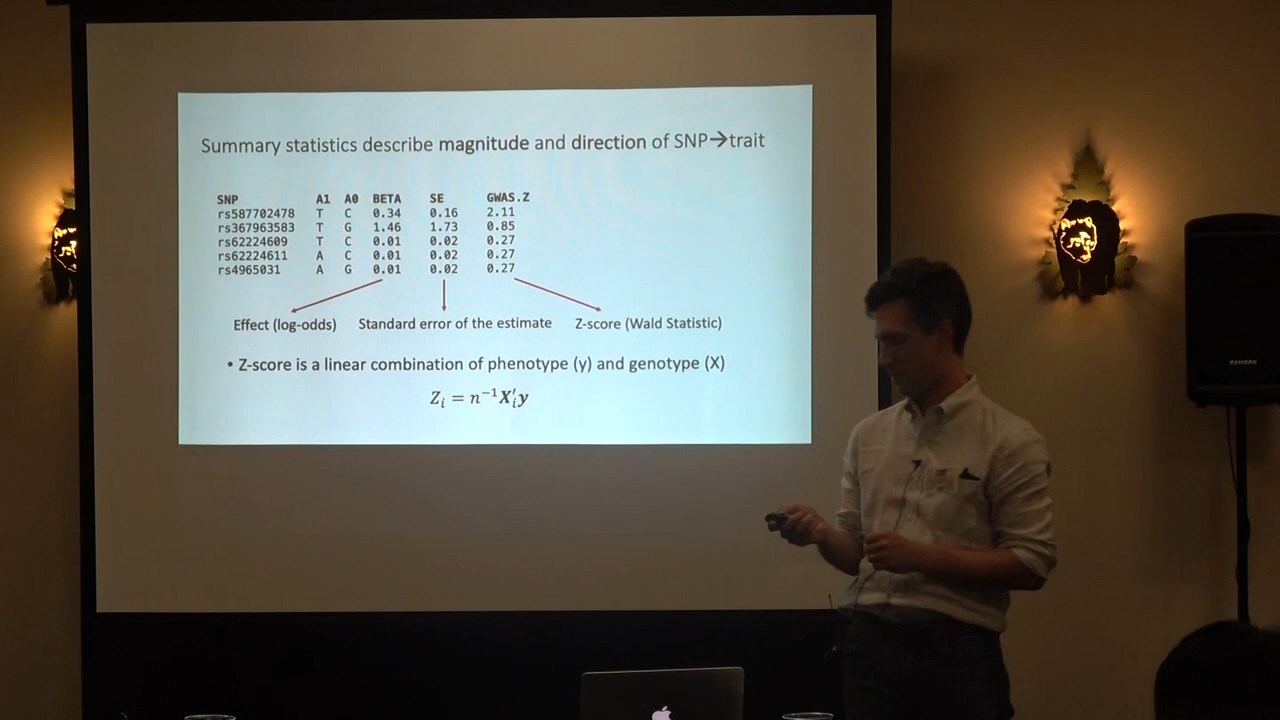 Summary statistics describe magnitude and direction of SNP→trait
SNP A1 A0 BETA SE GWAS.Z
rs587702478 T C 0.34 0.16 2.11
rs367963583 T G 1.46 1.73 0.85
rs62224609 T C 0.01 0.02 0.27
rs62224611 A C 0.01 0.02 0.27
rs4965031 A G 0.01 0.02 0.27
Effect (log-odds) Standard error of the estimate Z-score (Wald Statistic)
• Z-score is a linear combination of phenotype (y) and genotype (X)
Zᵢ = n⁻¹X′ᵢy
SAMSON